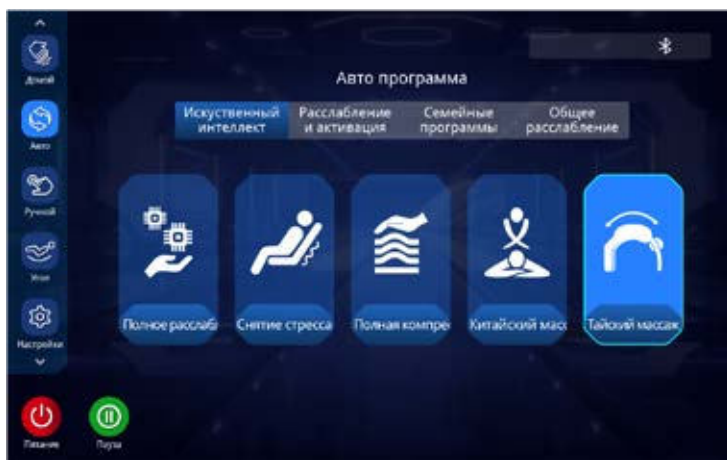 Авто программа
Искуственный
интеллект
Расслабление
и активация
Семейные
программы
Общее
расслабление
Домой
Авто
Ручной
Угол
Настройки
Полное расслаб
Снятие стресса
Полная компре
Китайский масс
Тайский массаж
Питание
Пауза